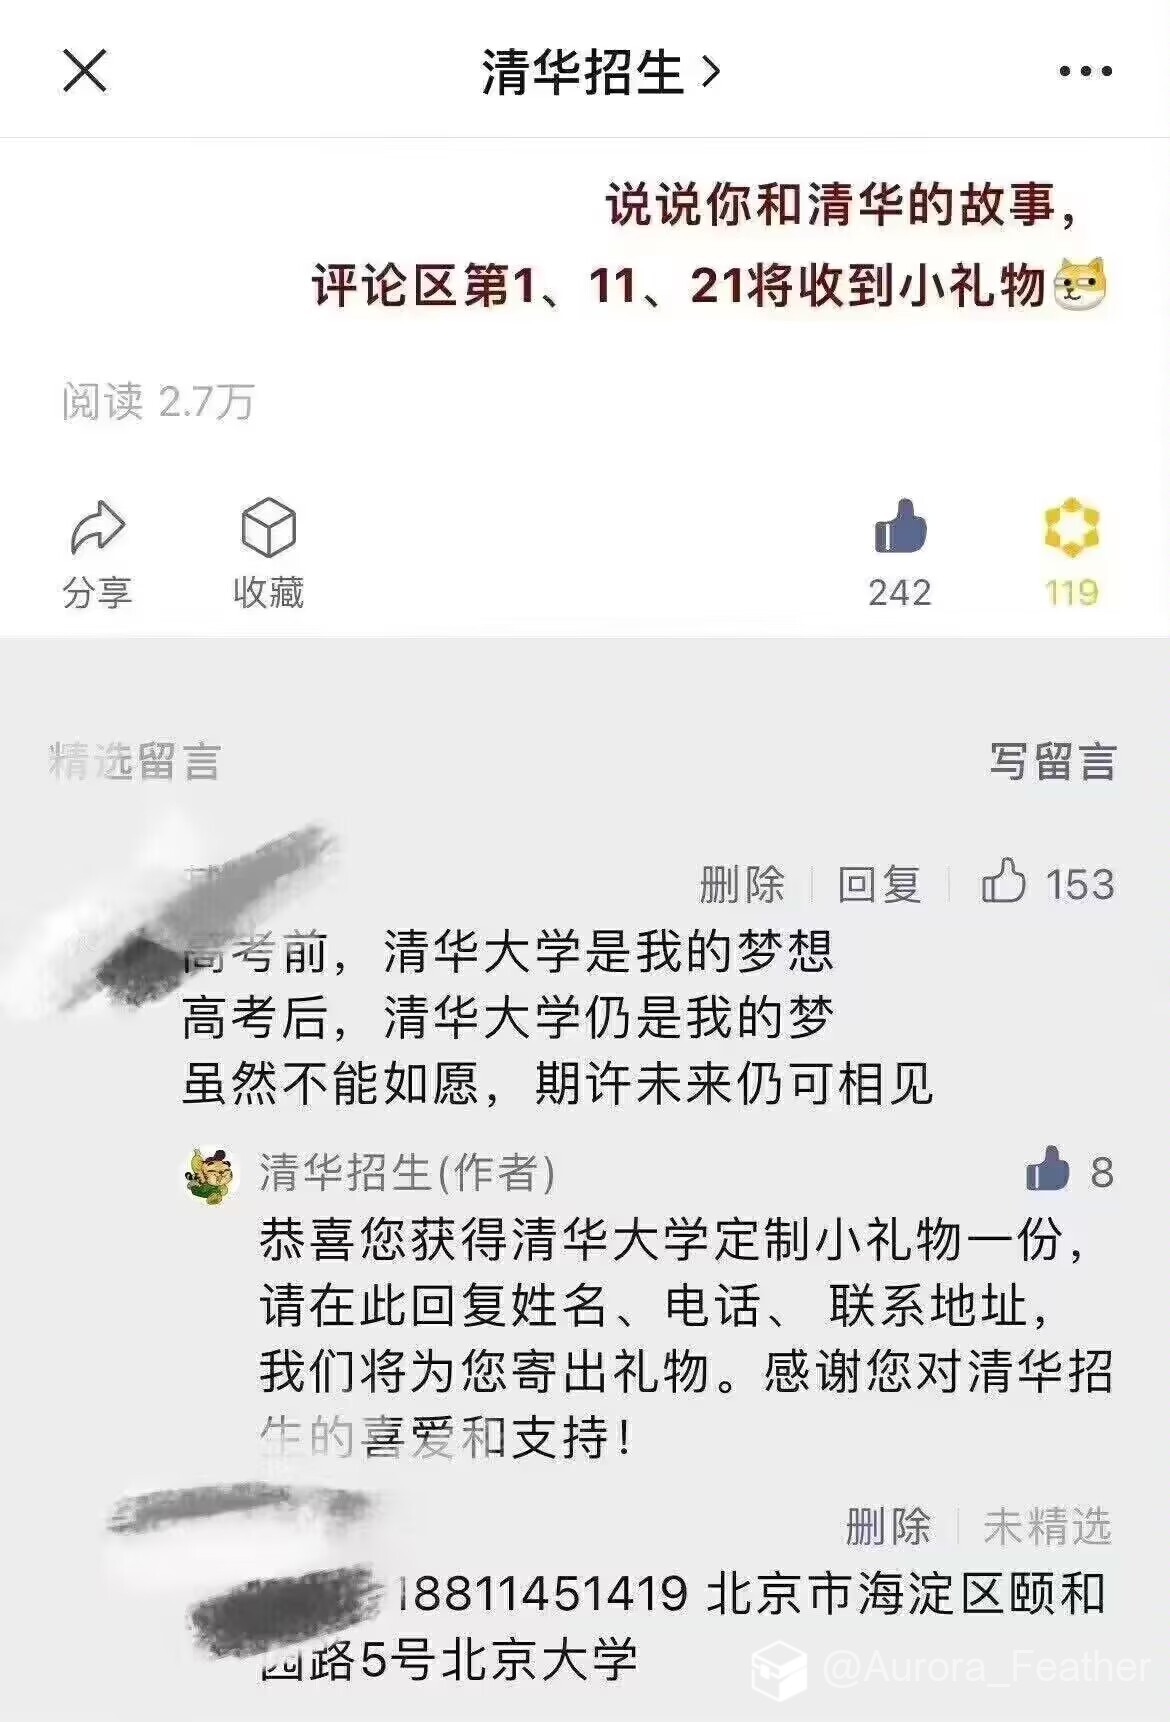 清华招生
说说你和清华的故事，
评论区第1、11、21将收到小礼物
阅读 2.7万
分享 收藏 242 119
精选留言 写留言
删除 回复 153
高考前，清华大学是我的梦想
高考后，清华大学仍是我的梦
虽然不能如愿，期许未来仍可相见
清华招生(作者) 8
恭喜您获得清华大学定制小礼物一份，
请在此回复姓名、电话、 联系地址，
我们将为您寄出礼物。感谢您对清华招
生的喜爱和支持！
删除 未精选
18811451419 北京市海淀区颐和
园路5号北京大学
@Aurora_Feather